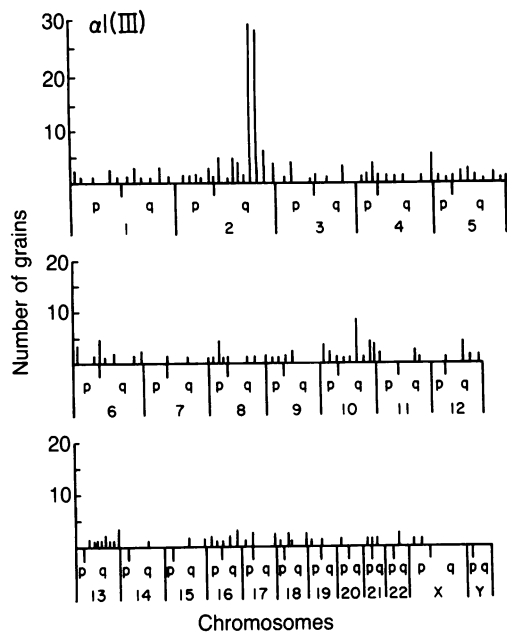 αl(III)
Number of grains
30
20
10
p q p q p q p q p q
1 2 3 4 5
20
10
p q p q p q p q p q p q p q
6 7 8 9 10 11 12
20
10
p q p q p q p q p q p q p q p q p q p q p q p q
13 14 15 16 17 18 19 20 21 22 X Y
Chromosomes